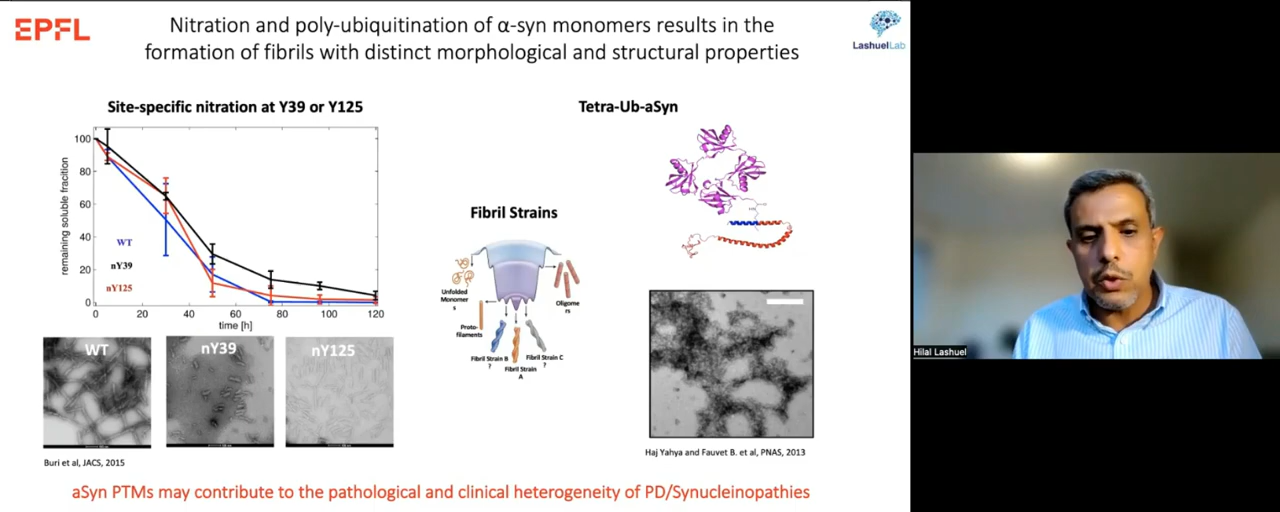 EPFL
Nitration and poly-ubiquitination of α-syn monomers results in the
formation of fibrils with distinct morphological and structural properties
LashuelLab
Site-specific nitration at Y39 or Y125
Tetra-Ub-aSyn
remaining soluble fraction
100
80
60
40
20
0
WT
nY39
nY125
0 20 40 60 80 100 120
time [h]
Fibril Strains
Unfolded
Monomer
s
Oligome
rs
Proto-
filaments
Fibril Strain B
?
Fibril Strain
A
Fibril Strain C
?
WT
nY39
nY125
Buri et al, JACS, 2015
Haj Yahya and Fauvet B. et al, PNAS, 2013
aSyn PTMs may contribute to the pathological and clinical heterogeneity of PD/Synucleinopathies
Hilal Lashuel